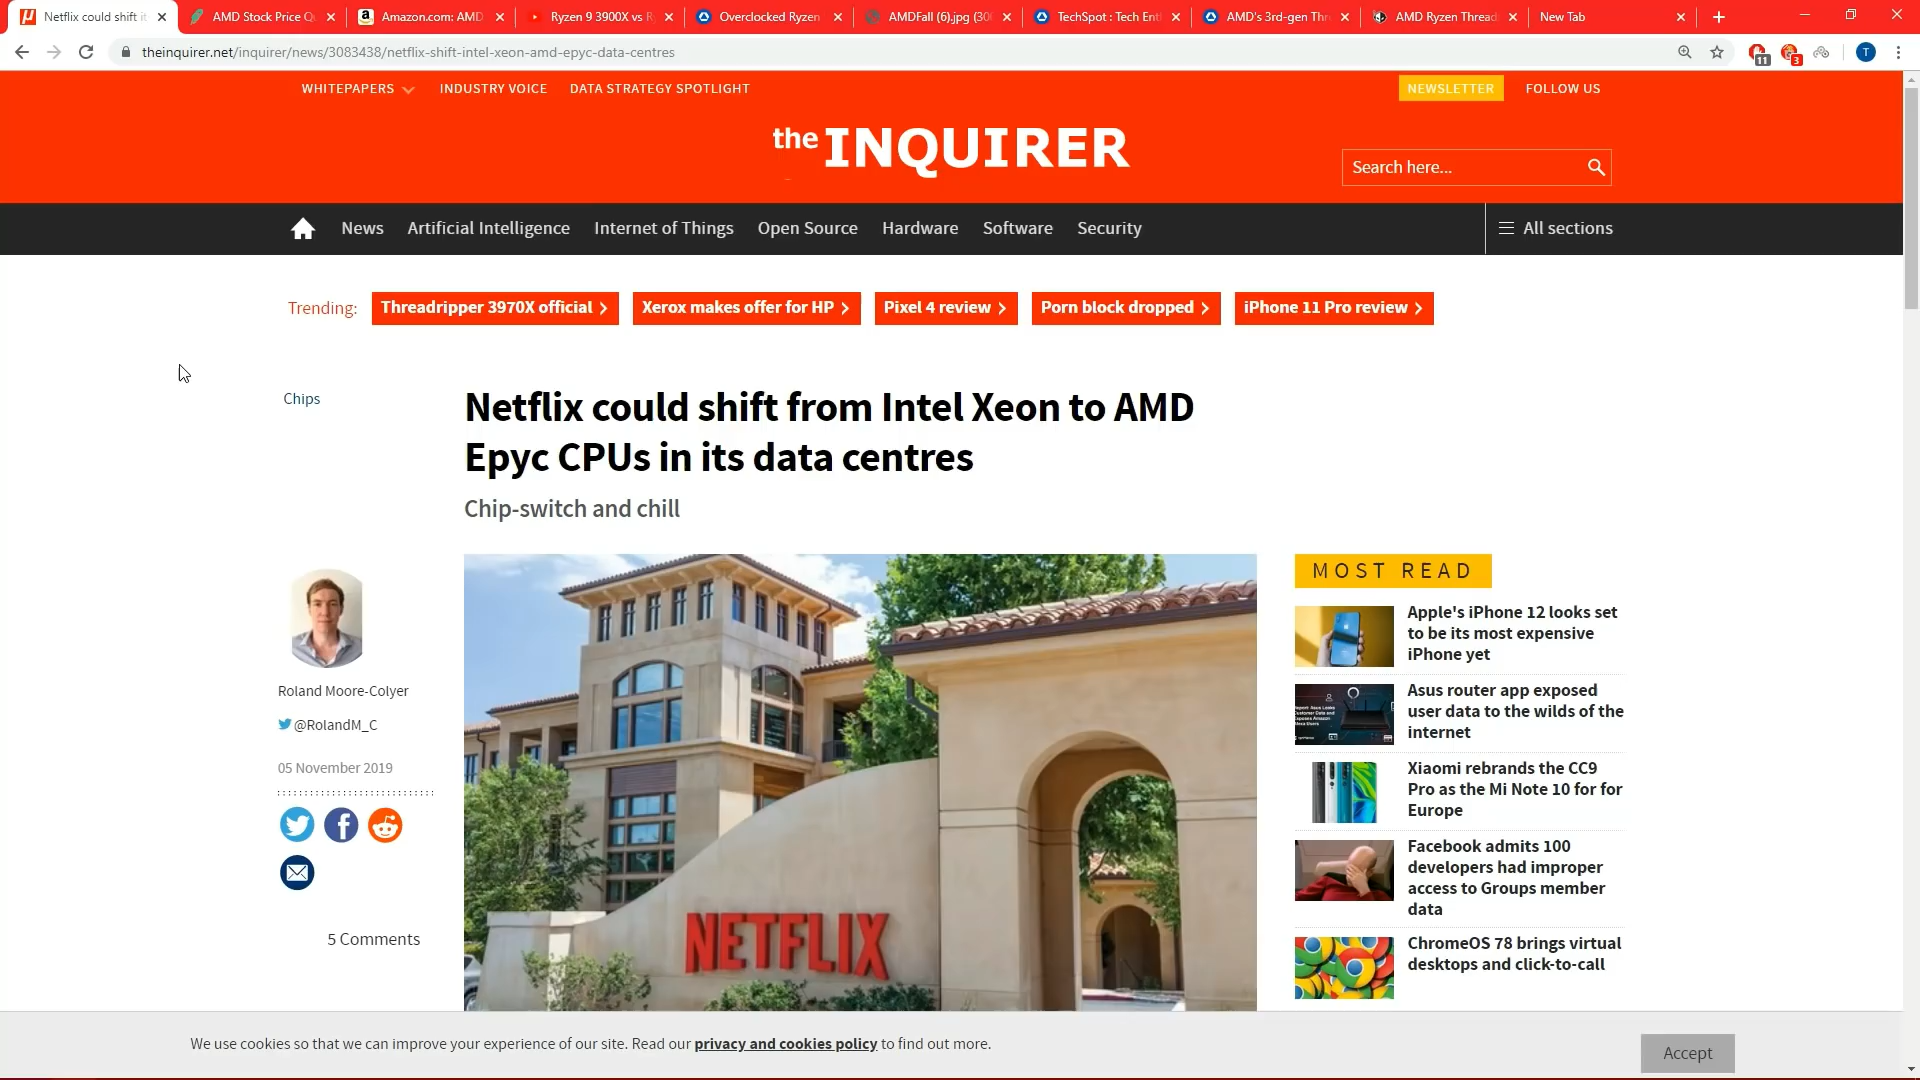 Netflix could shift it
AMD Stock Price Q
Amazon.com: AMD
Ryzen 9 3900X vs R
Overclocked Ryzen
AMDFall (6).jpg (30
TechSpot : Tech Ent
AMD's 3rd-gen Thr
AMD Ryzen Thread
New Tab
theinquirer.net/inquirer/news/3083438/netflix-shift-intel-xeon-amd-epyc-data-centres
11
3
T
WHITEPAPERS
INDUSTRY VOICE
DATA STRATEGY SPOTLIGHT
NEWSLETTER
FOLLOW US
the INQUIRER
Search here...
News
Artificial Intelligence
Internet of Things
Open Source
Hardware
Software
Security
All sections
Trending:
Threadripper 3970X official
Xerox makes offer for HP
Pixel 4 review
Porn block dropped
iPhone 11 Pro review
Chips
Netflix could shift from Intel Xeon to AMD
Epyc CPUs in its data centres
Chip-switch and chill
Roland Moore-Colyer
@RolandM_C
05 November 2019
5 Comments
NETFLIX
MOST READ
Apple's iPhone 12 looks set
to be its most expensive
iPhone yet
Asus router app exposed
user data to the wilds of the
internet
Xiaomi rebrands the CC9
Pro as the Mi Note 10 for for
Europe
Facebook admits 100
developers had improper
access to Groups member
data
ChromeOS 78 brings virtual
desktops and click-to-call
We use cookies so that we can improve your experience of our site. Read our privacy and cookies policy to find out more.
Accept